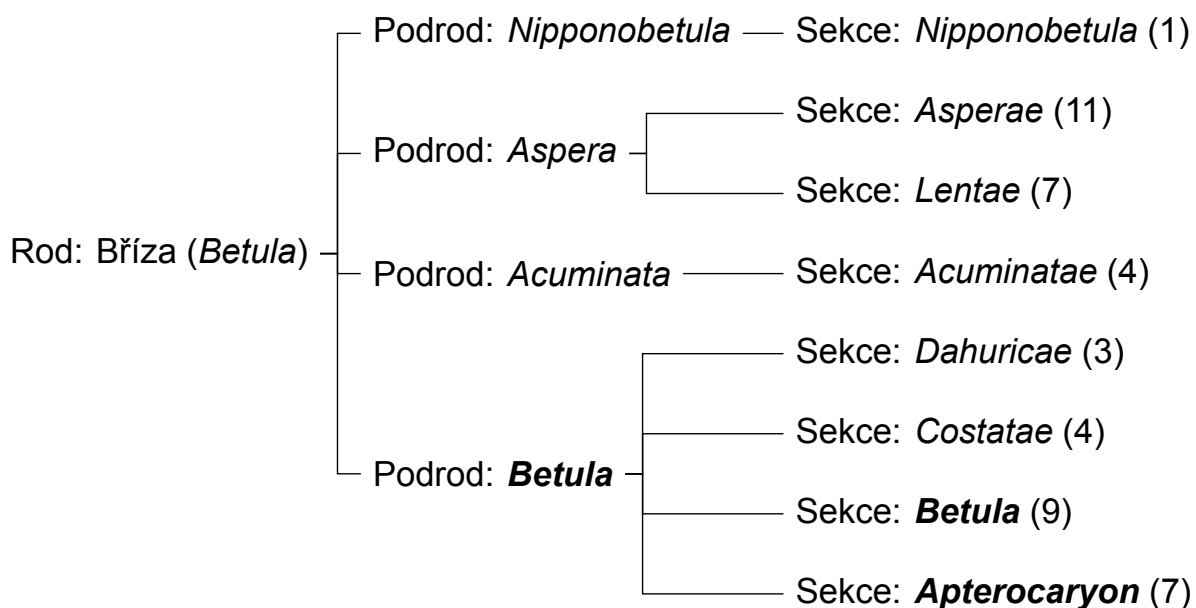 Podrod: Nipponobetula
Sekce: Nipponobetula (1)
Sekce: Asperae (11)
Podrod: Aspera
Sekce: Lentae (7)
Rod: Bříza (Betula)
Podrod: Acuminata
Sekce: Acuminatae (4)
Sekce: Dahuricae (3)
Sekce: Costatae (4)
Podrod: Betula
Sekce: Betula (9)
Sekce: Apterocaryon (7)